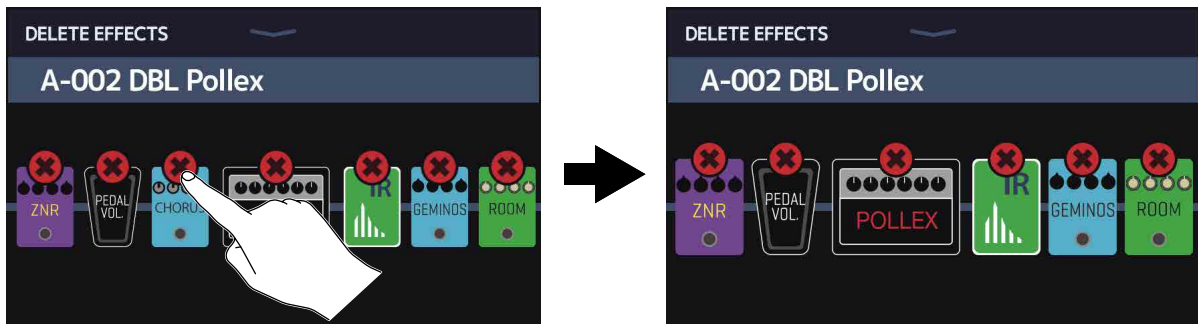 DELETE EFFECTS
A-002 DBL Pollex
ZNR
PEDAL
VOL.
CHORUS
IR
GEMINOS
ROOM
DELETE EFFECTS
A-002 DBL Pollex
ZNR
PEDAL
VOL.
POLLEX
IR
GEMINOS
ROOM